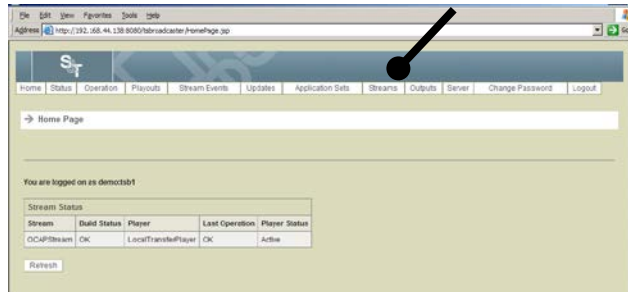 File Edit View Favorites Tools Help
Address http://192.168.44.138:8080/tsbroadcaster/HomePage.jsp Go
S&T
Home Status Operation Playouts Stream Events Updates Application Sets Streams Outputs Server Change Password Logout
Home Page
You are logged on as demo:tsb1
Stream Status
Stream Build Status Player Last Operation Player Status
OCAPStream OK LocalTransferPlayer OK Active
Refresh